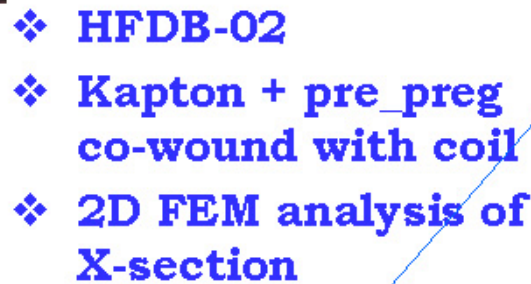 ❖ HFDB-02
❖ Kapton + pre_preg
co-wound with coil
❖ 2D FEM analysis of
X-section